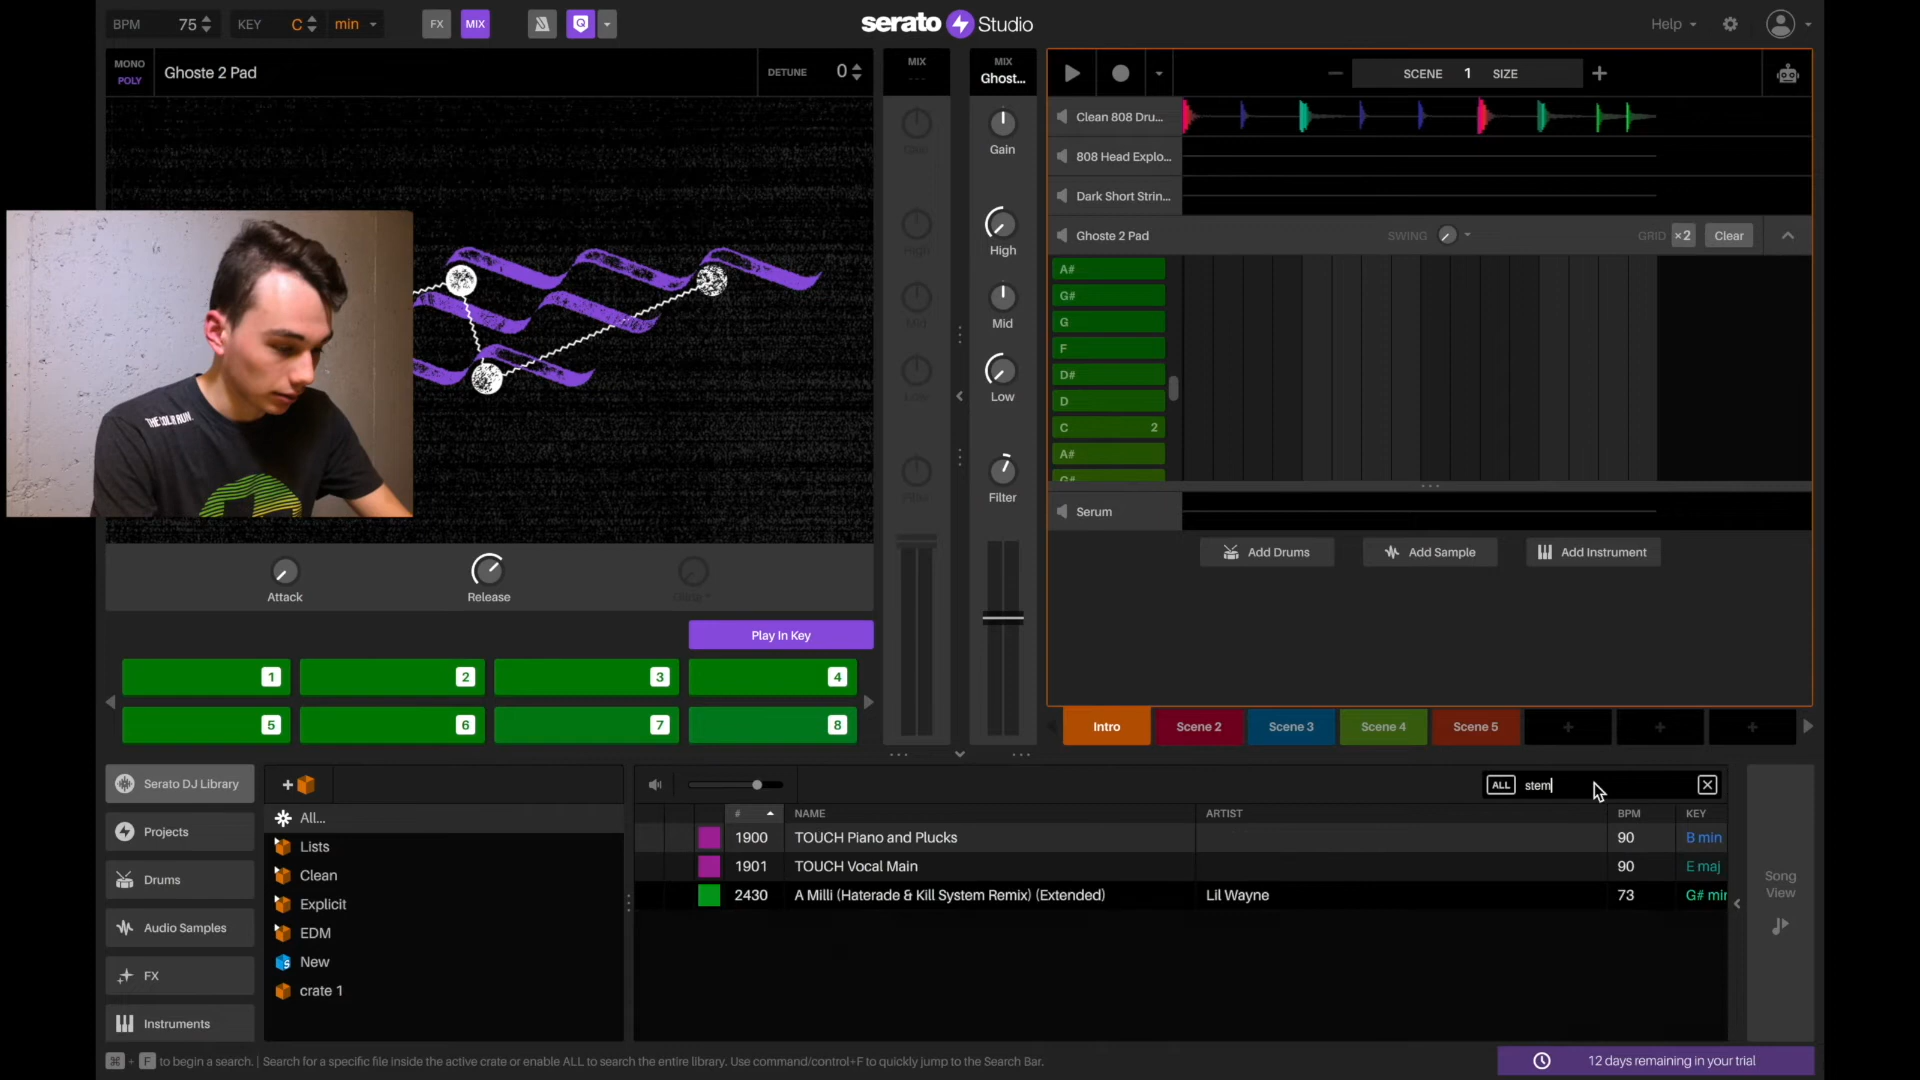 BPM 75 KEY C min FX MIX serato Studio Help
MONO
POLY
Ghoste 2 Pad
DETUNE 0
MIX
MIX
Ghost...
SCENE 1 SIZE
Clean 808 Dru...
808 Head Explo...
Dark Short Strin...
Ghoste 2 Pad SWING GRID x2 Clear
A#
G#
G
F
D#
D
C 2
A#
G#
Gain
High
Mid
Low
Filter
High
Mid
Filter
Serum
Add Drums Add Sample Add Instrument
THE COLD RUN.
Attack Release
Play In Key
1 2 3 4
5 6 7 8
Intro Scene 2 Scene 3 Scene 4 Scene 5 + + +
Serato DJ Library
Projects
Drums
Audio Samples
FX
Instruments
+
All...
Lists
Clean
Explicit
EDM
New
crate 1
ALL stem
# NAME ARTIST BPM KEY
1900 TOUCH Piano and Plucks 90 B min
1901 TOUCH Vocal Main 90 E maj
2430 A Milli (Haterade & Kill System Remix) (Extended) Lil Wayne 73 G# min
Song
View
⌘ + F to begin a search. | Search for a specific file inside the active crate or enable ALL to search the entire library. Use command/control+F to quickly jump to the Search Bar.
12 days remaining in your trial